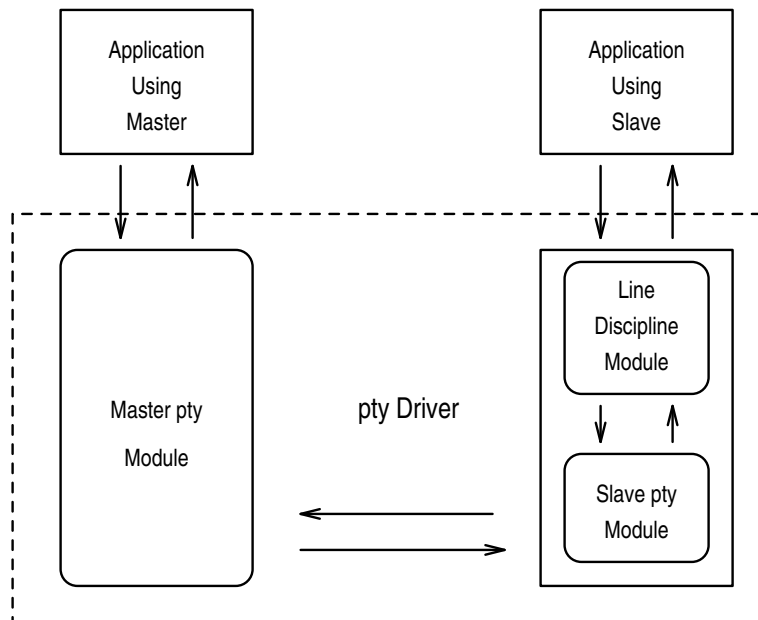 Application
Using
Master
Application
Using
Slave
Master pty
Module
pty Driver
Line
Discipline
Module
Slave pty
Module